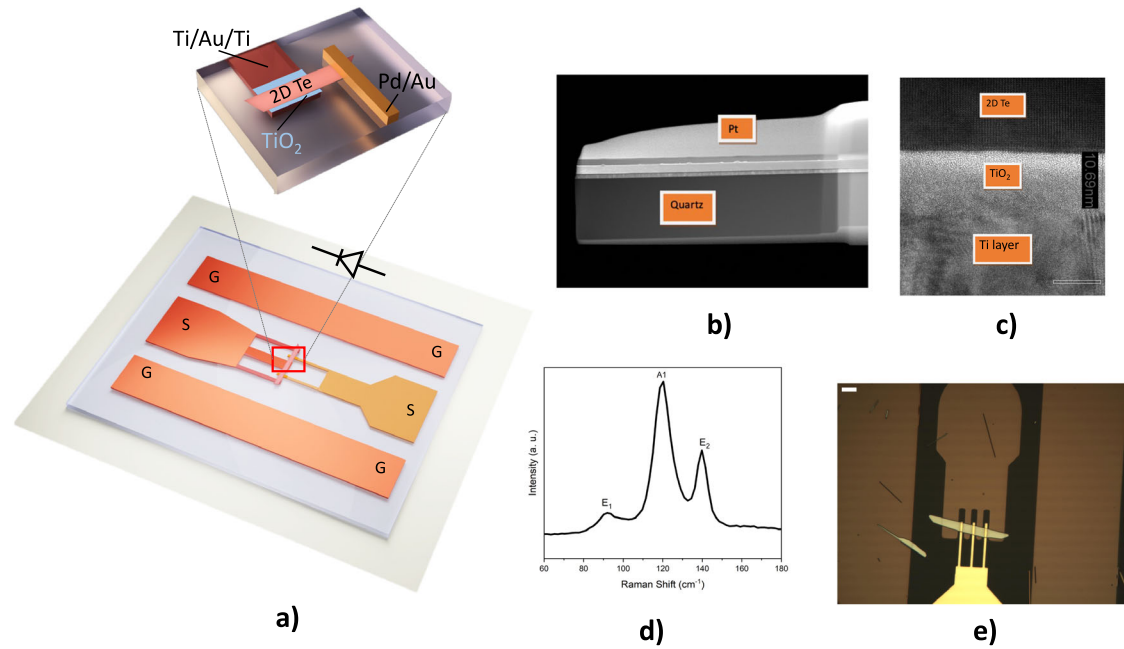 Ti/Au/Ti
2D Te
Pd/Au
TiO2
G
S
G
G
S
G
a)
Pt
Quartz
b)
2D Te
TiO2
10.69nm
Ti layer
c)
Intensity (a. u.)
A1
E2
E1
60 80 100 120 140 160 180
Raman Shift (cm-1)
d)
e)